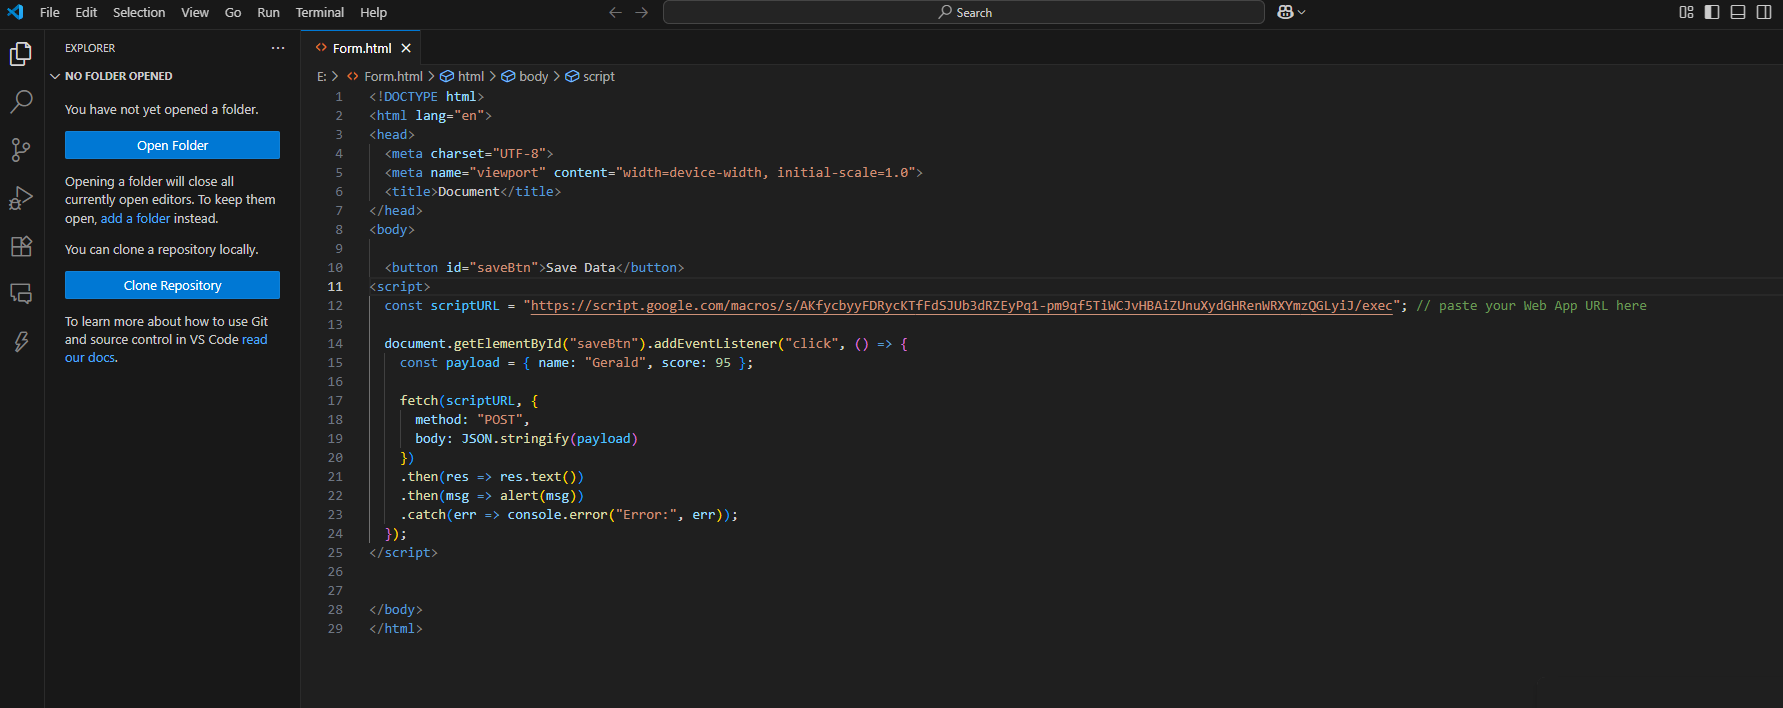 File Edit Selection View Go Run Terminal Help
Search
EXPLORER
NO FOLDER OPENED
You have not yet opened a folder.
Open Folder
Opening a folder will close all
currently open editors. To keep them
open, add a folder instead.
You can clone a repository locally.
Clone Repository
To learn more about how to use Git
and source control in VS Code read
our docs.
Form.html
E: > Form.html > html > body > script
1 <!DOCTYPE html>
2 <html lang="en">
3 <head>
4 <meta charset="UTF-8">
5 <meta name="viewport" content="width=device-width, initial-scale=1.0">
6 <title>Document</title>
7 </head>
8 <body>
9
10 <button id="saveBtn">Save Data</button>
11 <script>
12 const scriptURL = "https://script.google.com/macros/s/AKfycbyyFDRycKTfFdSJUb3dRZEyPq1-pm9qf5TiWCJvHBAiZUnuXydGHRenWRXYmzQGLyiJ/exec"; // paste your Web App URL here
13
14 document.getElementById("saveBtn").addEventListener("click", () => {
15 const payload = { name: "Gerald", score: 95 };
16
17 fetch(scriptURL, {
18 method: "POST",
19 body: JSON.stringify(payload)
20 })
21 .then(res => res.text())
22 .then(msg => alert(msg))
23 .catch(err => console.error("Error:", err));
24 });
25 </script>
26
27
28 </body>
29 </html>